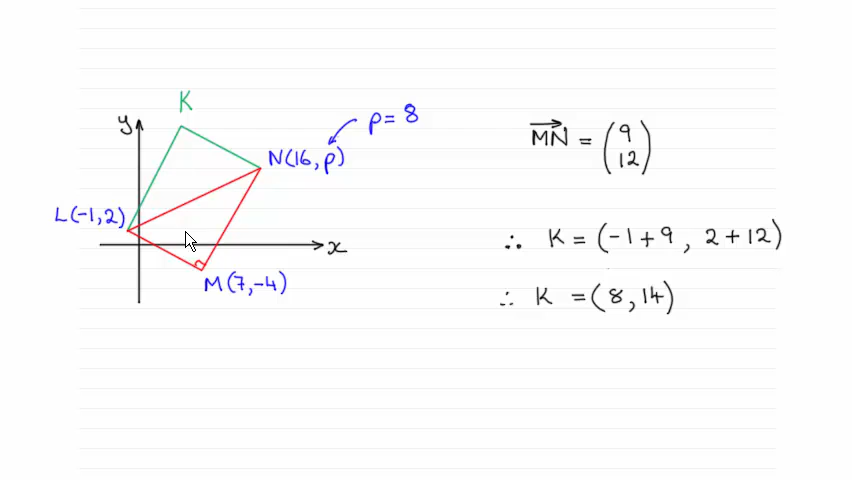 K
y
p = 8
N(16, p)
L(-1, 2)
x
M(7, -4)
→
MN = (9
12)
∴ K = (-1 + 9 , 2 + 12)
∴ K = (8, 14)